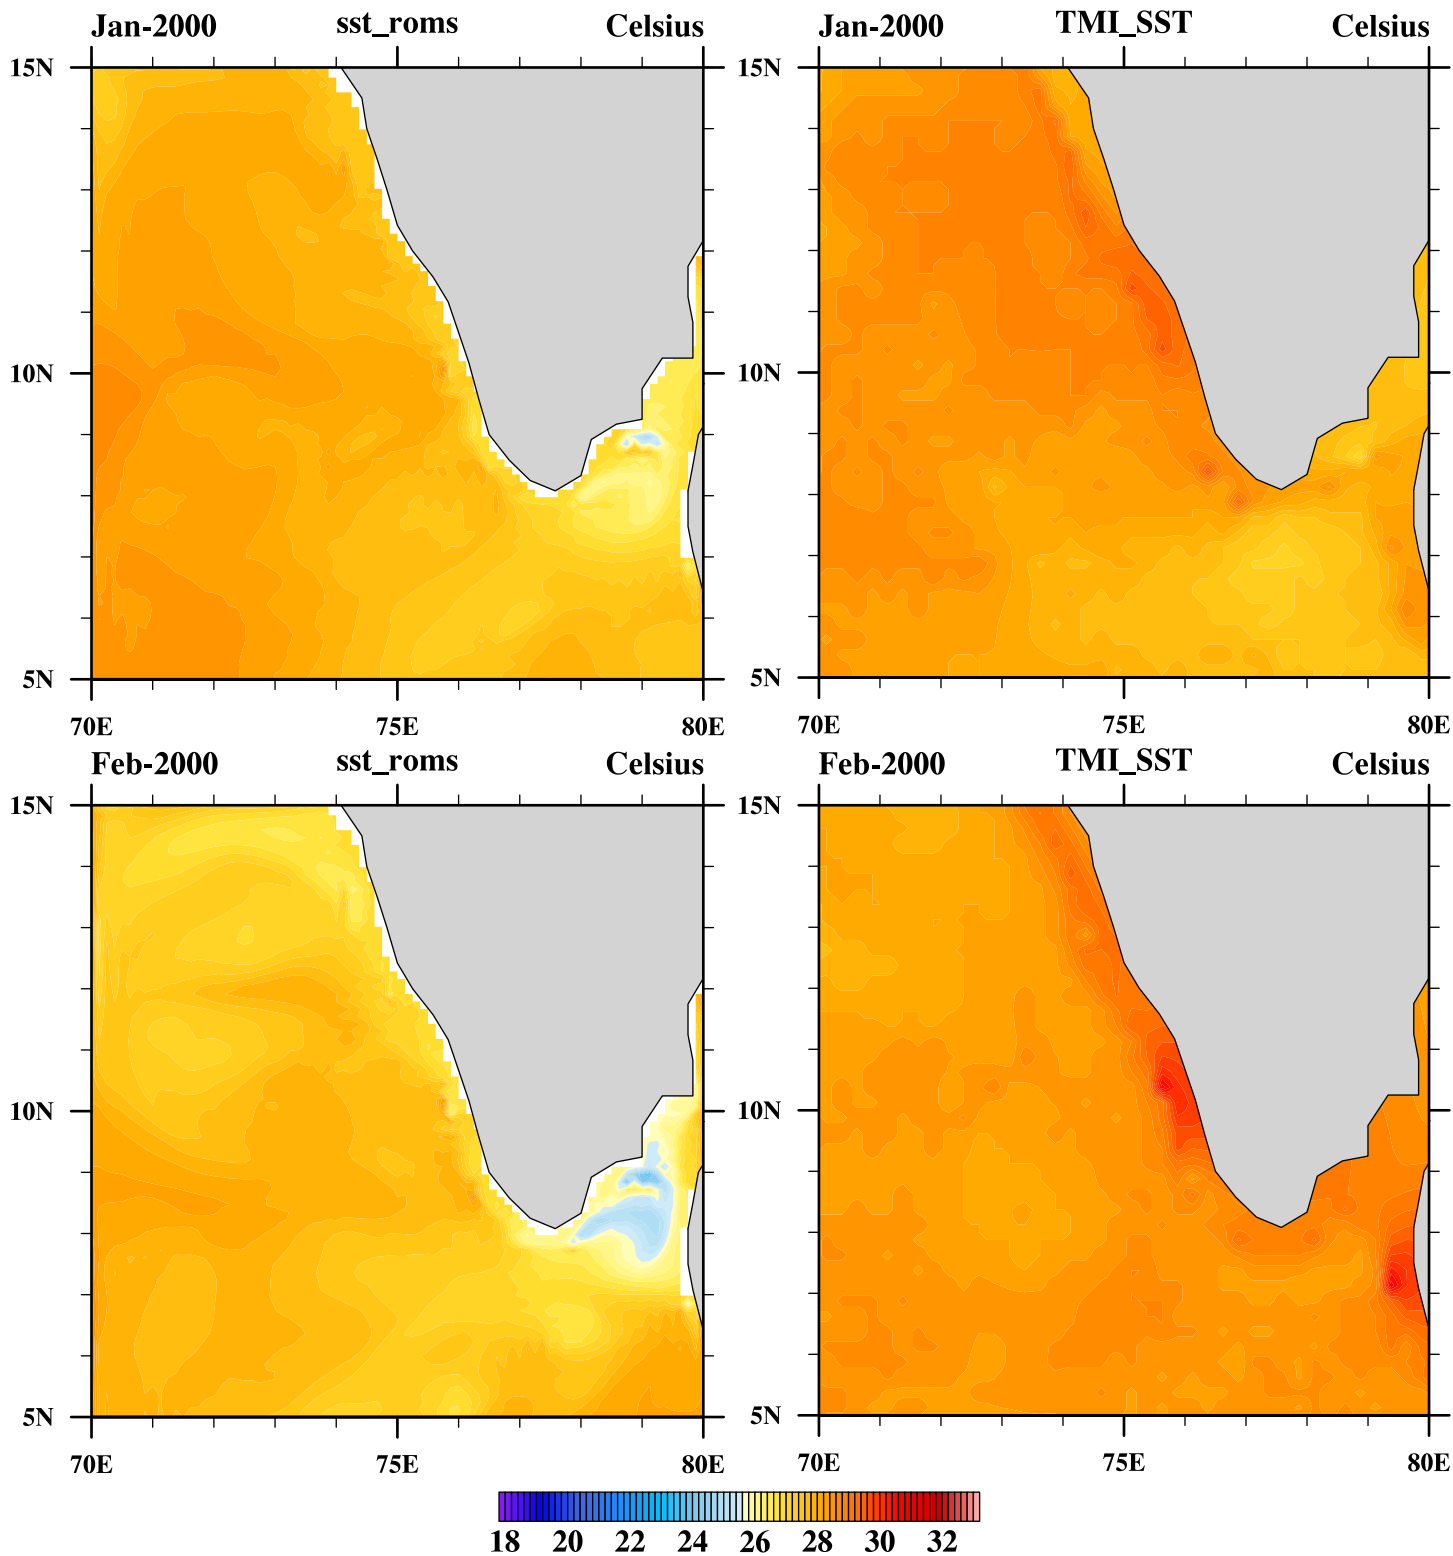 Jan-2000 sst_roms Celsius
Jan-2000 TMI_SST Celsius
15N
10N
5N
70E 75E 80E
15N
10N
5N
70E 75E 80E
Feb-2000 sst_roms Celsius
Feb-2000 TMI_SST Celsius
15N
10N
5N
70E 75E 80E
15N
10N
5N
70E 75E 80E
18 20 22 24 26 28 30 32